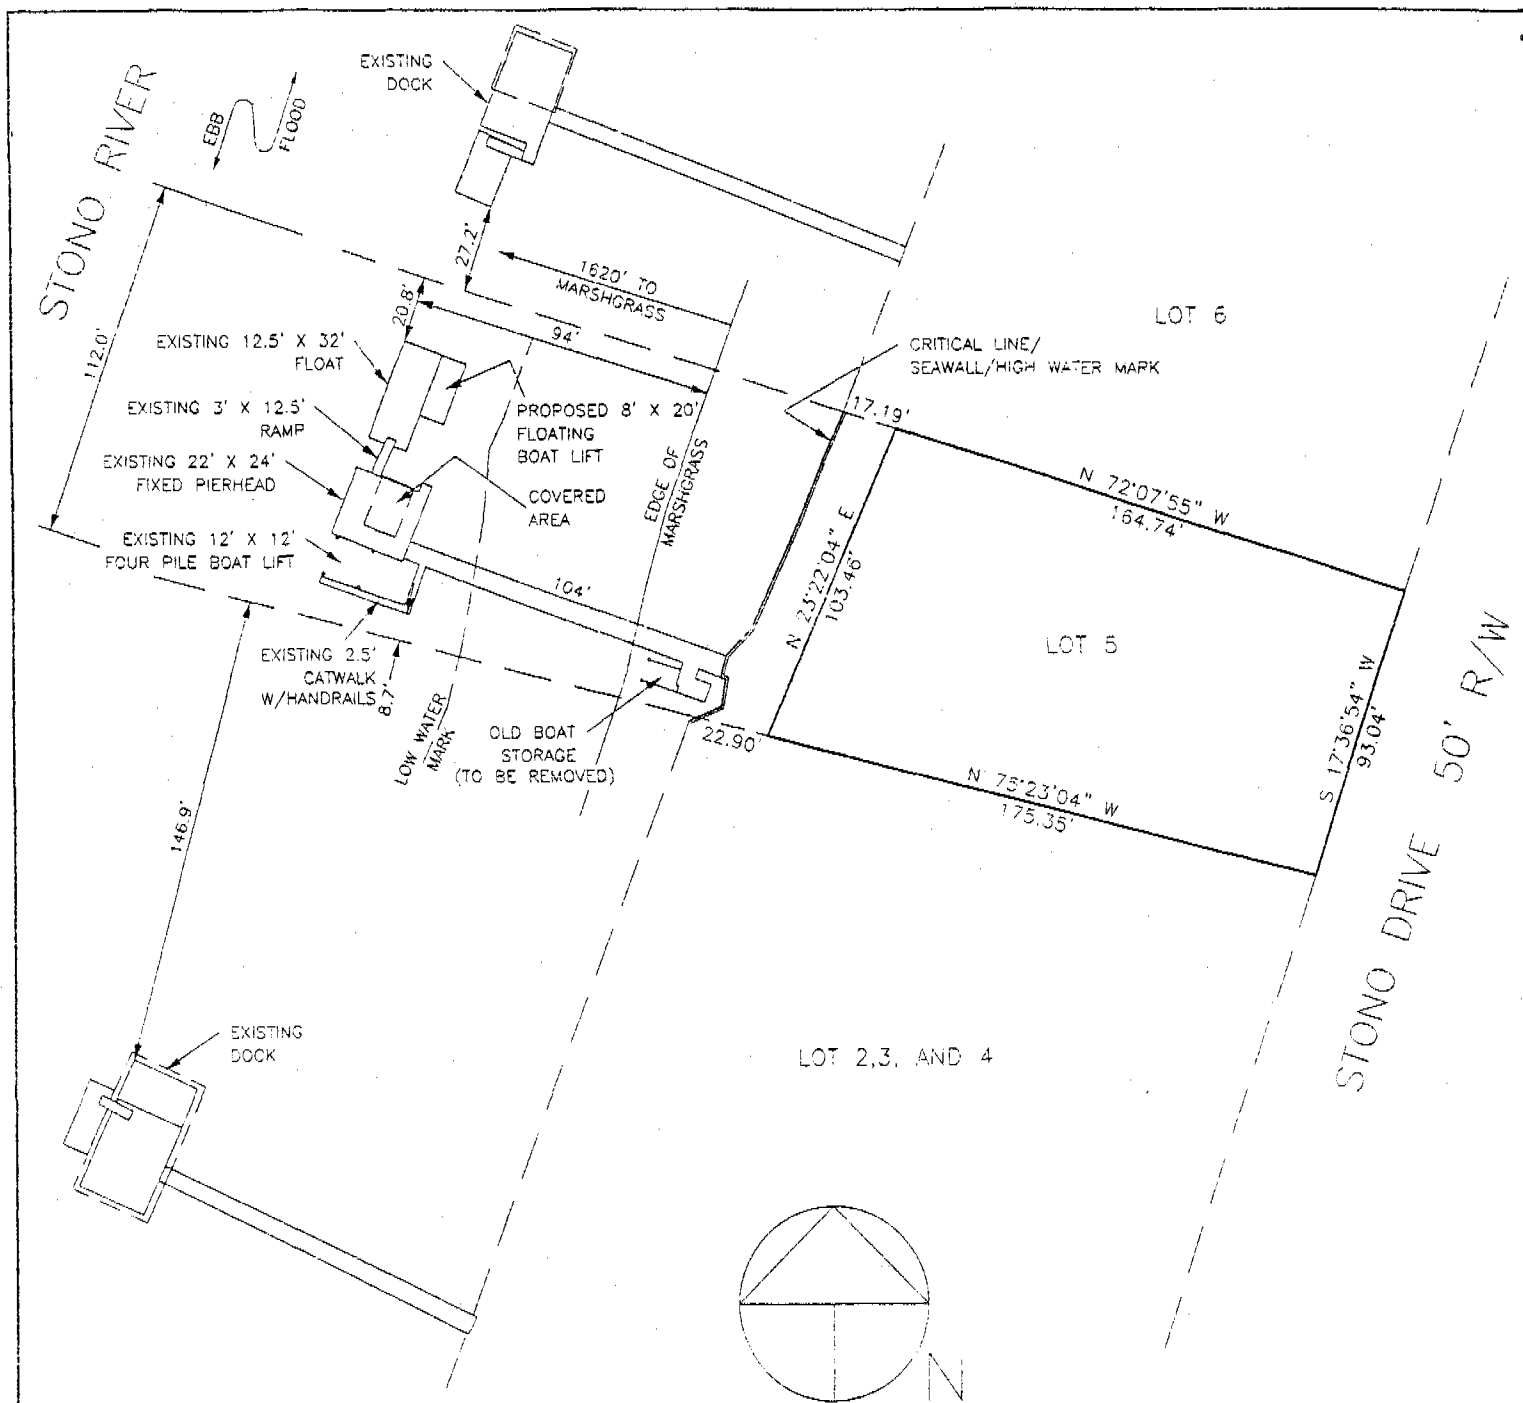 EXISTING
DOCK
STONO RIVER
EBB
FLOOD
27.2'
1620' TO
MARSHGRASS
LOT 6
20.8'
94'
112.0'
EXISTING 12.5' X 32'
FLOAT
CRITICAL LINE/
SEAWALL/HIGH WATER MARK
EXISTING 3' X 12.5'
RAMP
PROPOSED 8' X 20'
FLOATING
BOAT LIFT
17.19'
EXISTING 22' X 24'
FIXED PIERHEAD
COVERED
AREA
EDGE OF
MARSHGRASS
N 72°07'55" W
164.74'
EXISTING 12' X 12'
FOUR PILE BOAT LIFT
104'
N 23°22'04" E
103.46'
LOT 5
EXISTING 2.5'
CATWALK
W/HANDRAILS
8.7'
LOW WATER
MARK
OLD BOAT
STORAGE
(TO BE REMOVED)
22.90'
S 17°36'54" W
93.04'
N 75°23'04" W
175.35'
146.9'
STONO DRIVE 50' R/W
EXISTING
DOCK
LOT 2,3, AND 4
N